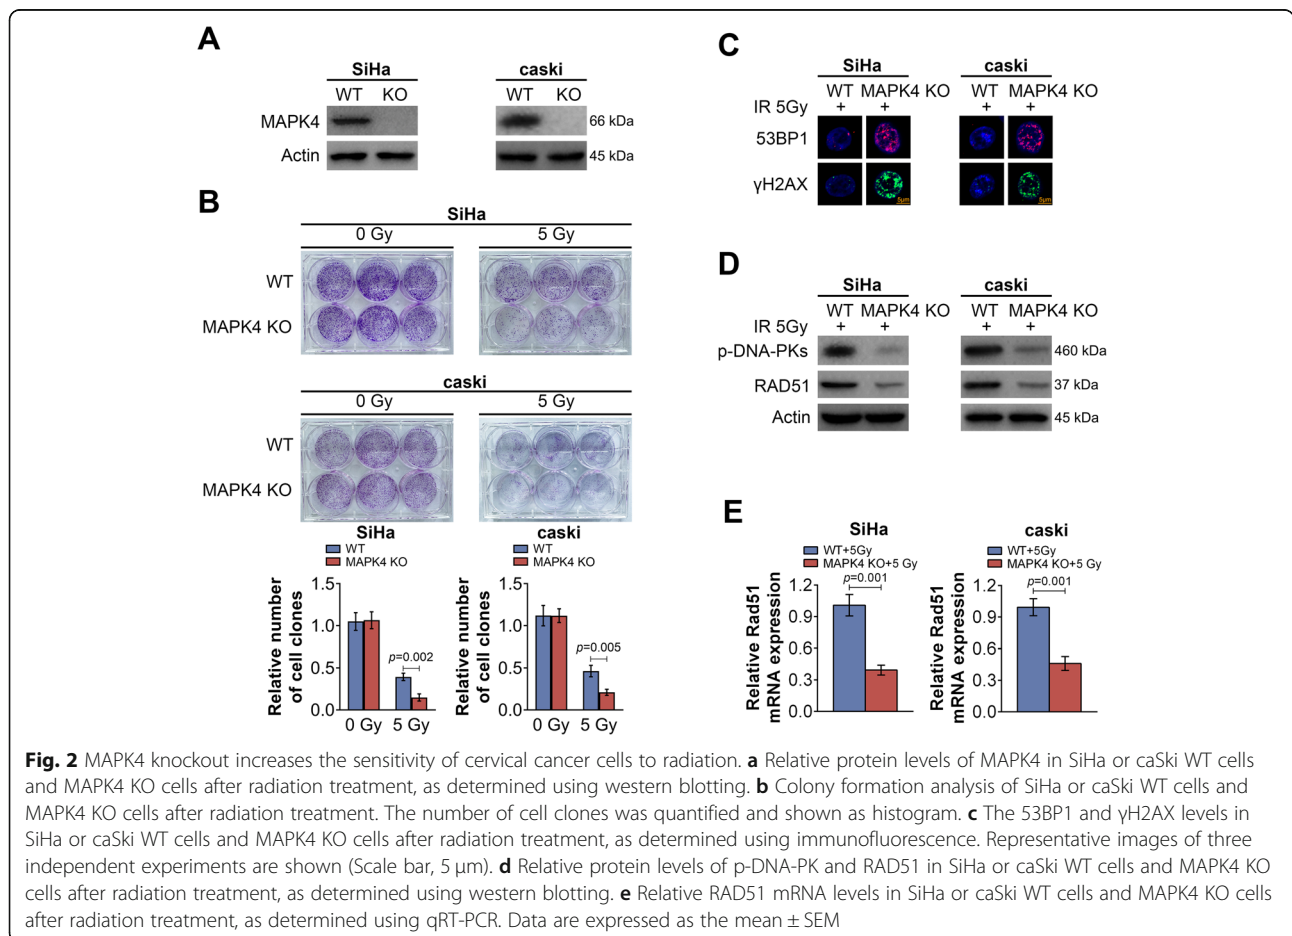 A
SiHa
caski
WT KO
WT KO
MAPK4
66 kDa
Actin
45 kDa
B
SiHa
0 Gy
5 Gy
WT
MAPK4 KO
caski
0 Gy
5 Gy
WT
MAPK4 KO
SiHa
WT
MAPK4 KO
Relative number
of cell clones
1.5
1.0
0.5
0.0
p=0.002
0 Gy 5 Gy
caski
WT
MAPK4 KO
Relative number
of cell clones
1.5
1.0
0.5
0.0
p=0.005
0 Gy 5 Gy
C
SiHa
caski
WT MAPK4 KO
WT MAPK4 KO
IR 5Gy + +
+ +
53BP1
γH2AX
5μm
5μm
D
SiHa
caski
WT MAPK4 KO
WT MAPK4 KO
IR 5Gy + +
+ +
p-DNA-PKs
460 kDa
RAD51
37 kDa
Actin
45 kDa
E
SiHa
WT+5Gy
MAPK4 KO+5 Gy
Relative Rad51
mRNA expression
1.2
0.9
0.6
0.3
0.0
p=0.001
caski
WT+5Gy
MAPK4 KO+5 Gy
Relative Rad51
mRNA expression
1.2
0.9
0.6
0.3
0.0
p=0.001
Fig. 2 MAPK4 knockout increases the sensitivity of cervical cancer cells to radiation. a Relative protein levels of MAPK4 in SiHa or caSki WT cells
and MAPK4 KO cells after radiation treatment, as determined using western blotting. b Colony formation analysis of SiHa or caSki WT cells and
MAPK4 KO cells after radiation treatment. The number of cell clones was quantified and shown as histogram. c The 53BP1 and γH2AX levels in
SiHa or caSki WT cells and MAPK4 KO cells after radiation treatment, as determined using immunofluorescence. Representative images of three
independent experiments are shown (Scale bar, 5 μm). d Relative protein levels of p-DNA-PK and RAD51 in SiHa or caSki WT cells and MAPK4 KO
cells after radiation treatment, as determined using western blotting. e Relative RAD51 mRNA levels in SiHa or caSki WT cells and MAPK4 KO cells
after radiation treatment, as determined using qRT-PCR. Data are expressed as the mean ± SEM